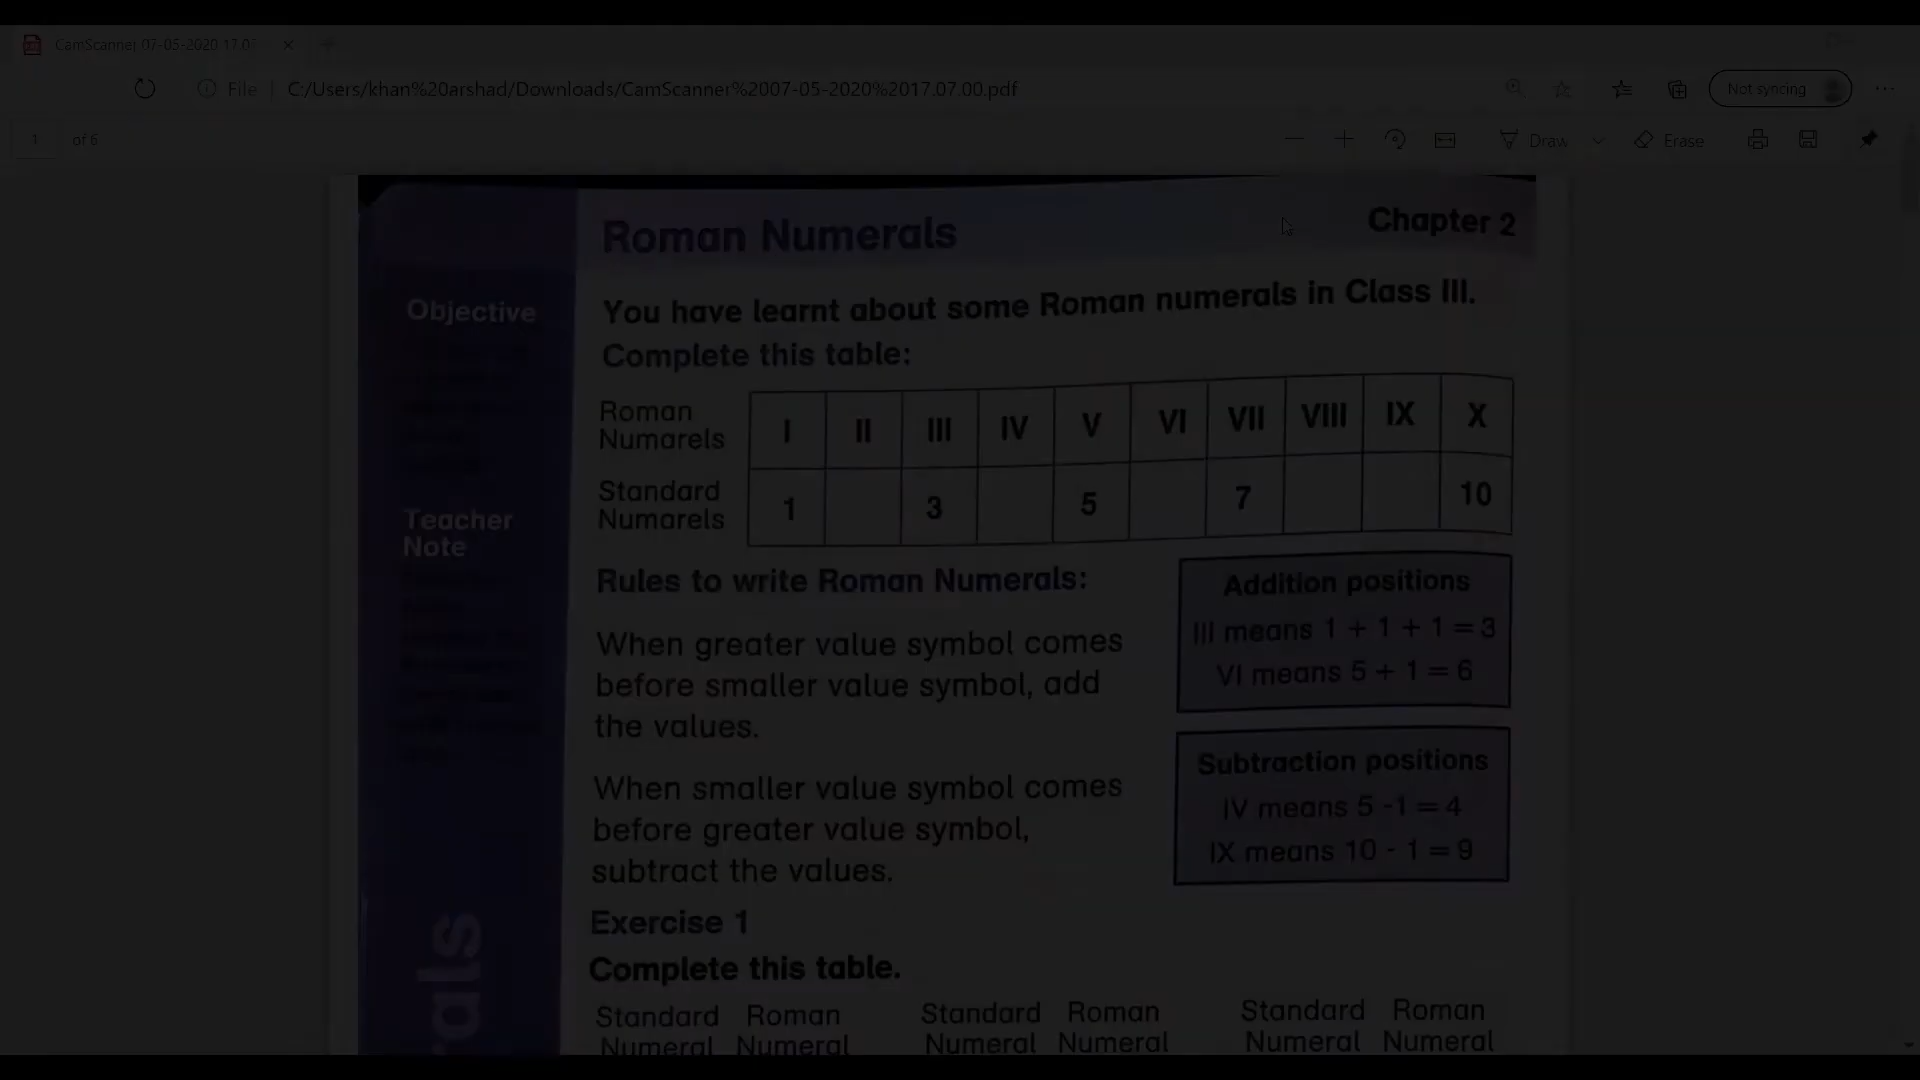 CamScanner 07-05-2020 17.07
File
C:/Users/khan%20arshad/Downloads/CamScanner%2007-05-2020%2017.07.00.pdf
Not syncing
1 of 6
Draw
Erase
Roman Numerals
Chapter 2
Objective
Teacher
Note
You have learnt about some Roman numerals in Class III.
Complete this table:
Roman
Numarels
I II III IV V VI VII VIII IX X
Standard
Numarels
1 3 5 7 10
Rules to write Roman Numerals:
When greater value symbol comes
before smaller value symbol, add
the values.
Addition positions
III means 1 + 1 + 1 = 3
VI means 5 + 1 = 6
When smaller value symbol comes
before greater value symbol,
subtract the values.
Subtraction positions
IV means 5 -1 = 4
IX means 10 - 1 = 9
Exercise 1
Complete this table.
Standard Roman Standard Roman Standard Roman
Numeral Numeral Numeral Numeral Numeral Numeral
rals